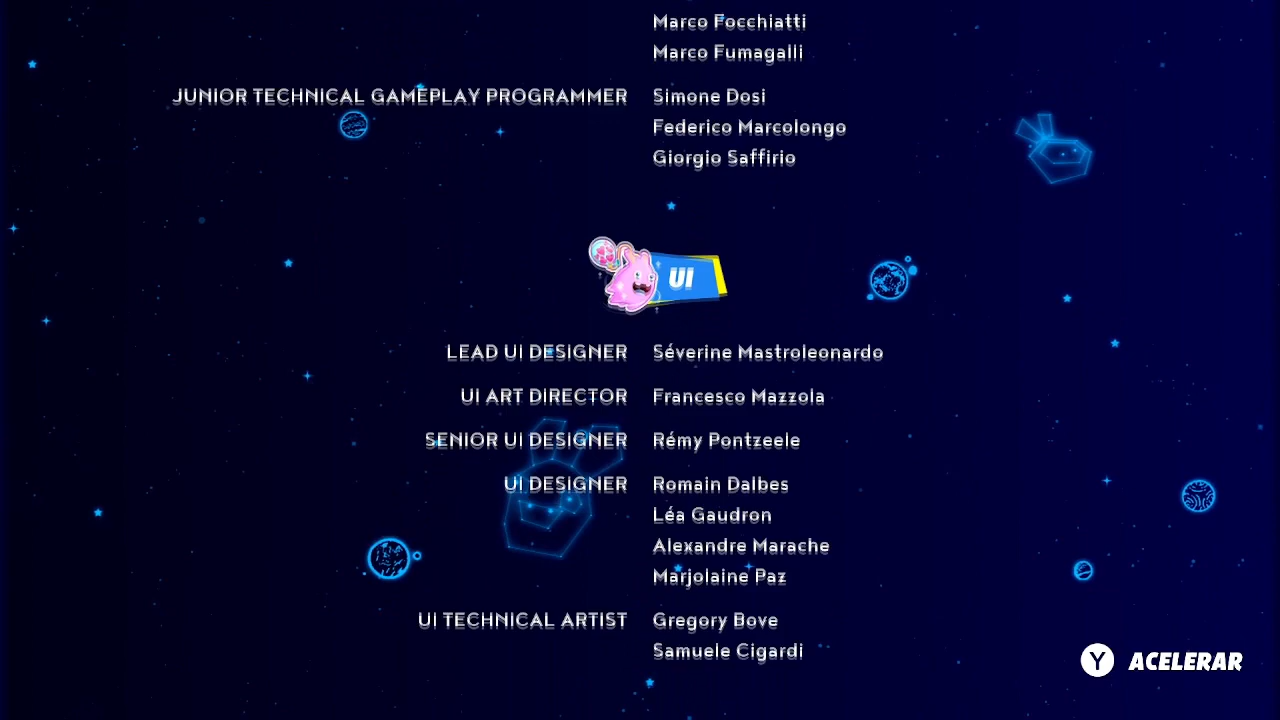 Marco Focchiatti
Marco Fumagalli
JUNIOR TECHNICAL GAMEPLAY PROGRAMMER Simone Dosi
Federico Marcolongo
Giorgio Saffirio
UI
LEAD UI DESIGNER Séverine Mastroleonardo
UI ART DIRECTOR Francesco Mazzola
SENIOR UI DESIGNER Rémy Pontzeele
UI DESIGNER Romain Dalbes
Léa Gaudron
Alexandre Marache
Marjolaine Paz
UI TECHNICAL ARTIST Gregory Bove
Samuele Cigardi
Y ACELERAR